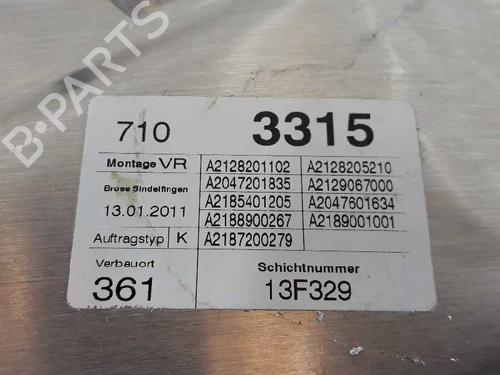 710 3315
Montage VR A2128201102 A2128205210
Brose Sindelfingen A2047201835 A2129067000
13.01.2011 A2185401205 A2047601634
A2188900267 A2189001001
Auftragstyp K A2187200279
Verbauort Schichtnummer
361 13F329
B-PARTS